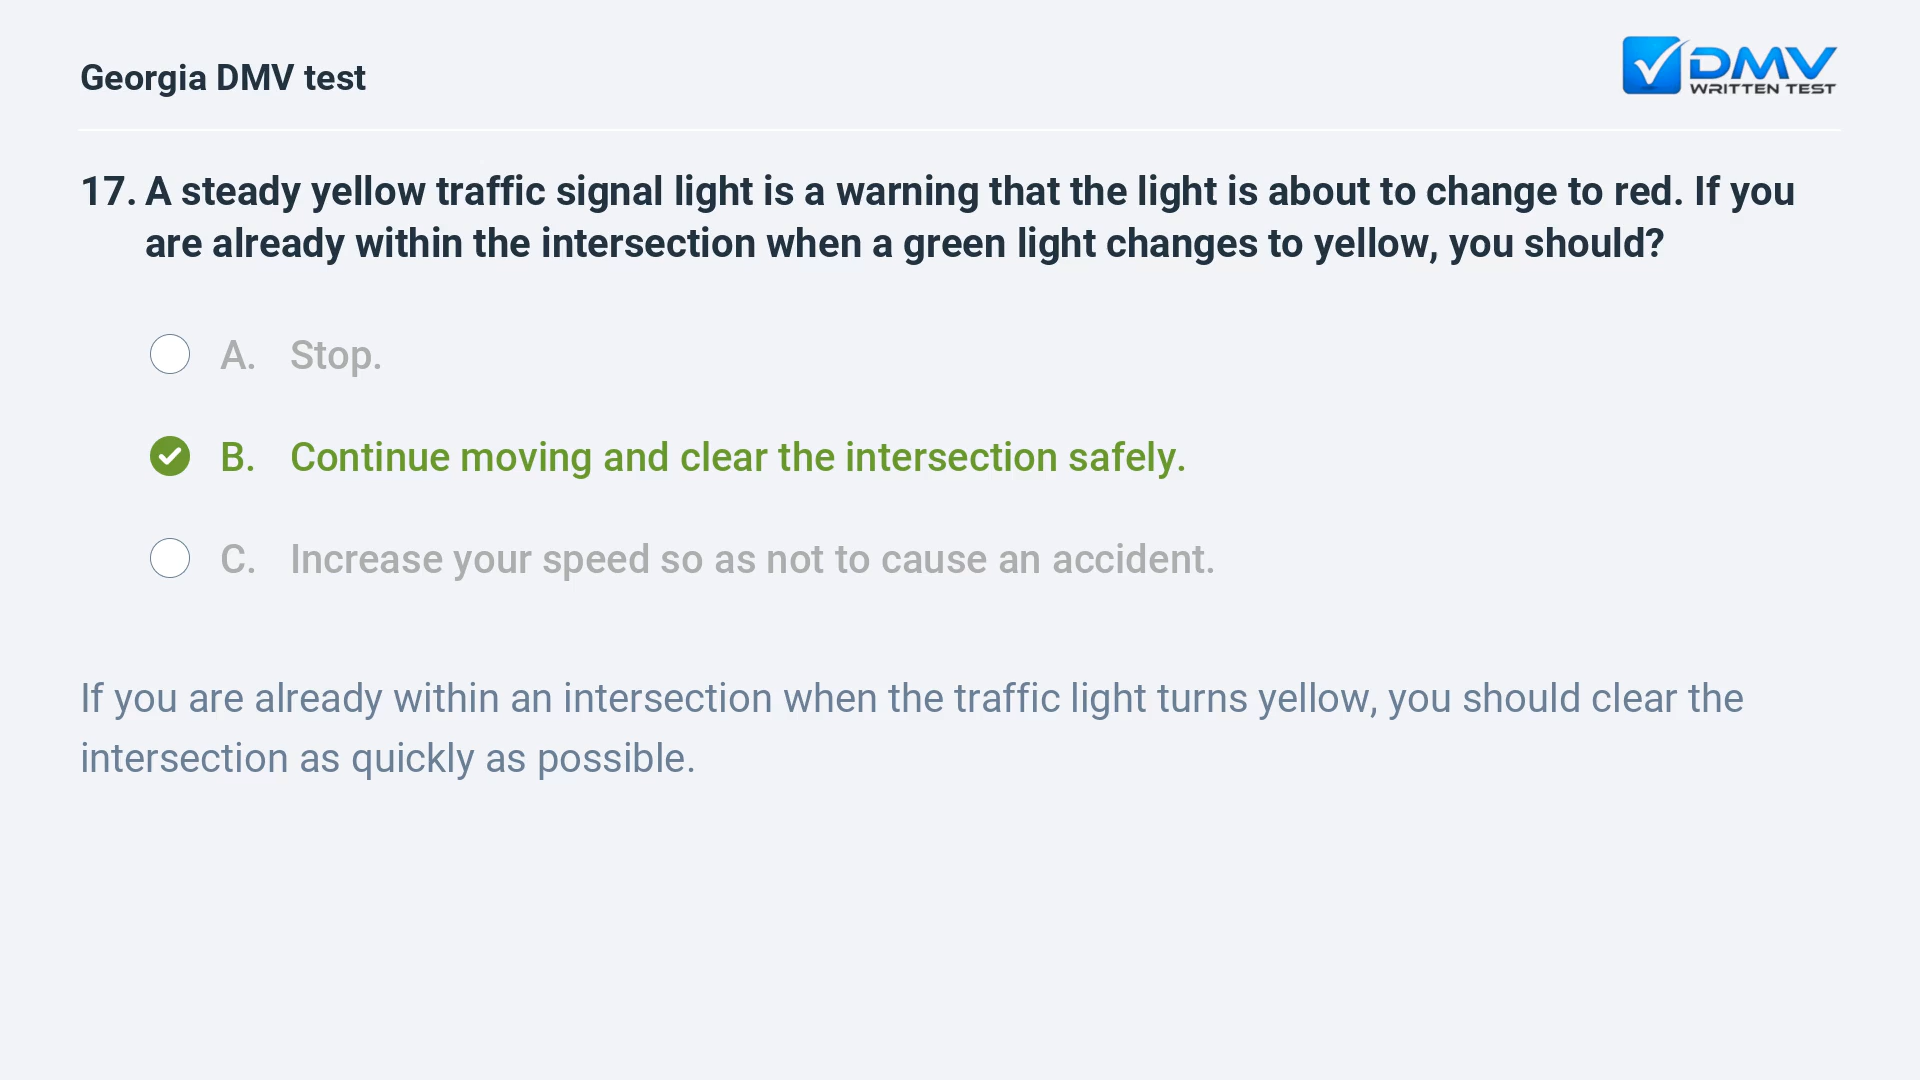 Georgia DMV test
DMV
WRITTEN TEST
17. A steady yellow traffic signal light is a warning that the light is about to change to red. If you
are already within the intersection when a green light changes to yellow, you should?
A. Stop.
B. Continue moving and clear the intersection safely.
C. Increase your speed so as not to cause an accident.
If you are already within an intersection when the traffic light turns yellow, you should clear the
intersection as quickly as possible.